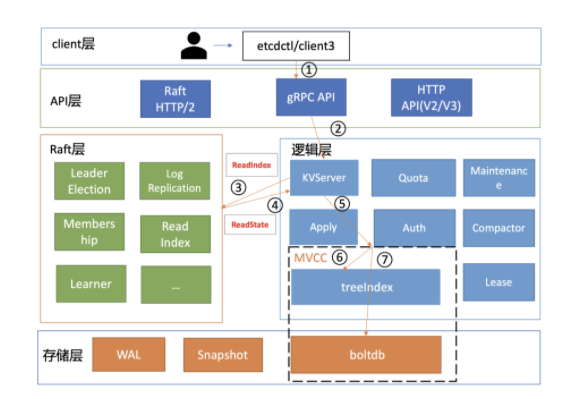 client层
etcdctl/client3
①
API层
Raft
HTTP/2
gRPC API
HTTP
API(V2/V3)
②
Raft层
逻辑层
Leader
Election
Log
Replication
ReadIndex
③
④
ReadState
KVServer
Quota
Maintenanc
e
⑤
Members
hip
Read
Index
Apply
Auth
Compactor
MVCC
⑥
⑦
Learner
...
treeIndex
Lease
存储层
WAL
Snapshot
boltdb